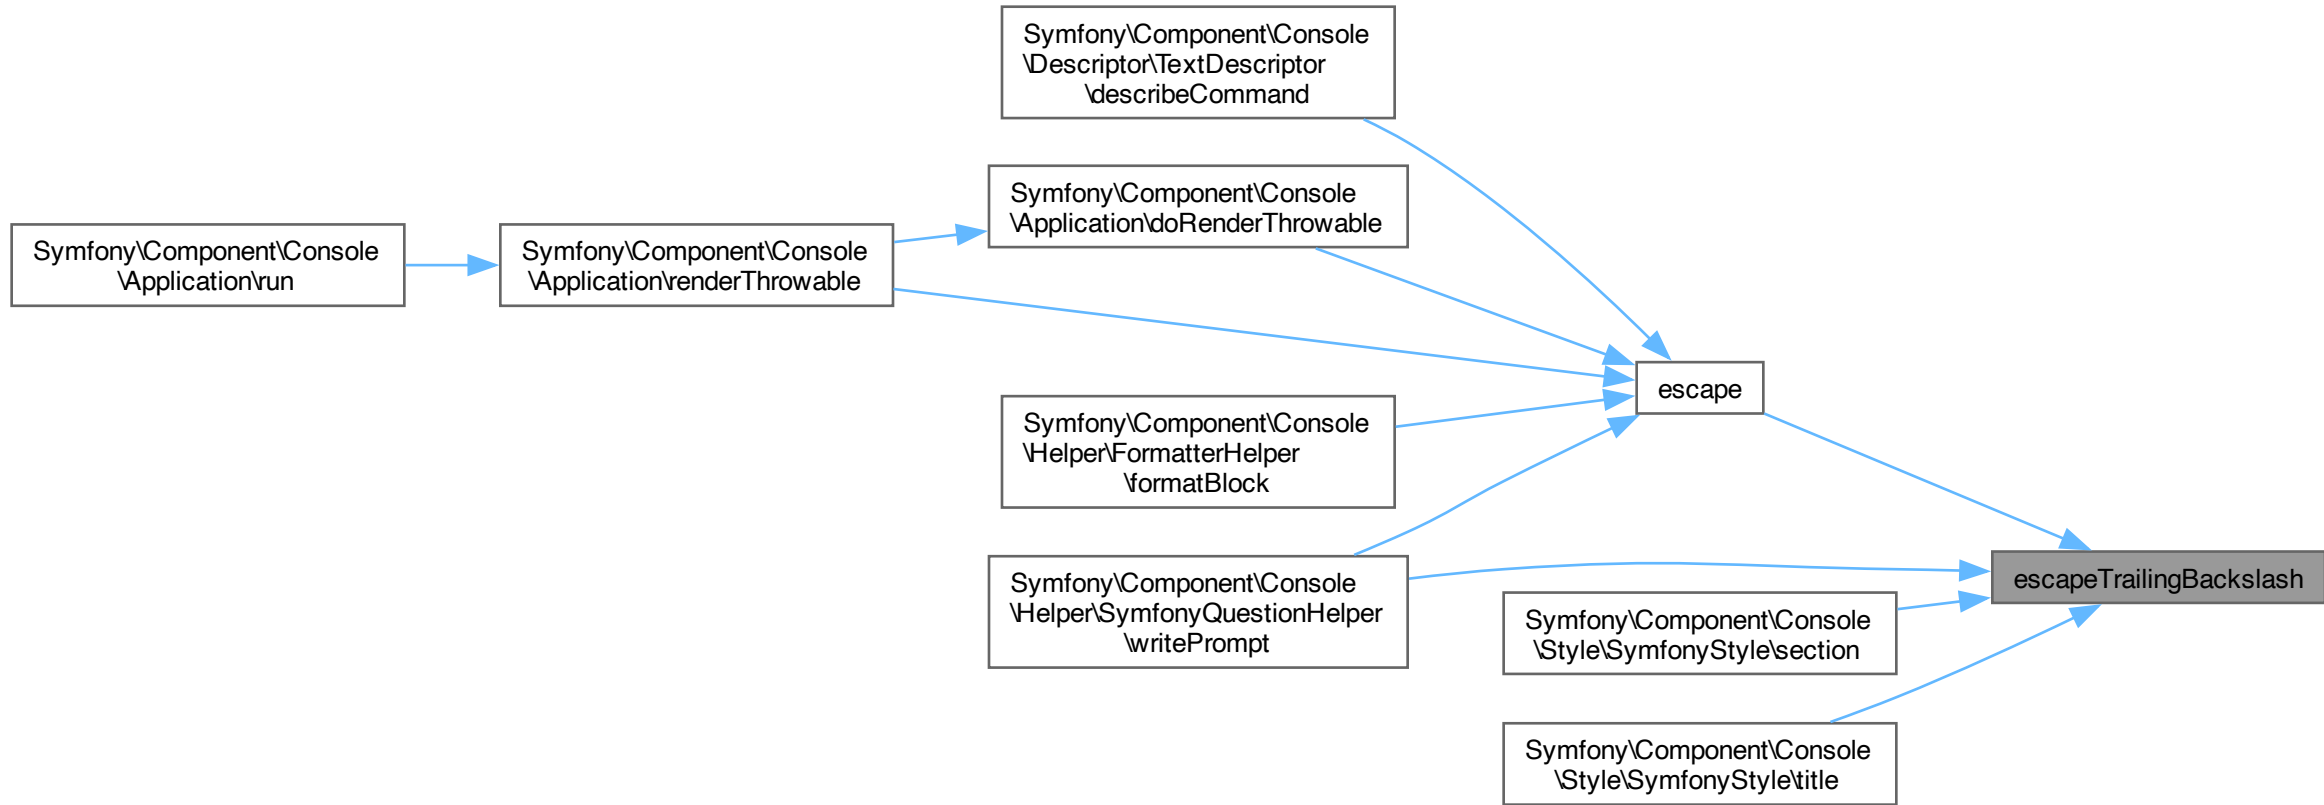 Symfony\Component\Console
\Descriptor\TextDescriptor
\describeCommand
Symfony\Component\Console
\Application\doRenderThrowable
Symfony\Component\Console
\Application\run
Symfony\Component\Console
\Application\renderThrowable
escape
Symfony\Component\Console
\Helper\FormatterHelper
\formatBlock
Symfony\Component\Console
\Helper\SymfonyQuestionHelper
\writePrompt
escapeTrailingBackslash
Symfony\Component\Console
\Style\SymfonyStyle\section
Symfony\Component\Console
\Style\SymfonyStyle\title